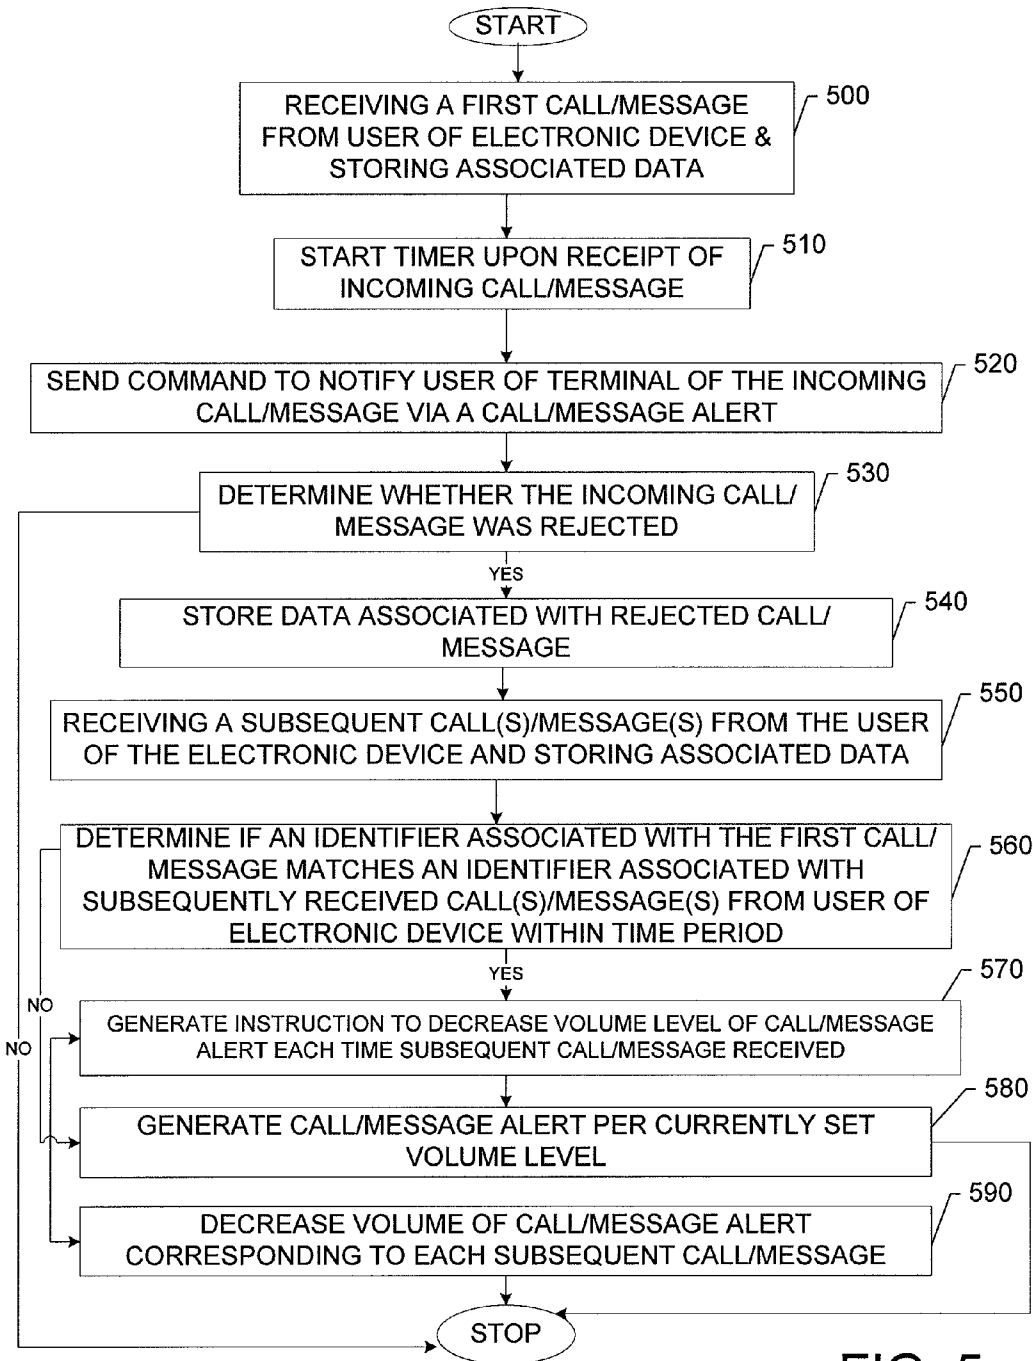 START
RECEIVING A FIRST CALL/MESSAGE
FROM USER OF ELECTRONIC DEVICE &
STORING ASSOCIATED DATA
500
START TIMER UPON RECEIPT OF
INCOMING CALL/MESSAGE
510
SEND COMMAND TO NOTIFY USER OF TERMINAL OF THE INCOMING
CALL/MESSAGE VIA A CALL/MESSAGE ALERT
520
DETERMINE WHETHER THE INCOMING CALL/
MESSAGE WAS REJECTED
530
YES
STORE DATA ASSOCIATED WITH REJECTED CALL/
MESSAGE
540
RECEIVING A SUBSEQUENT CALL(S)/MESSAGE(S) FROM THE USER
OF THE ELECTRONIC DEVICE AND STORING ASSOCIATED DATA
550
DETERMINE IF AN IDENTIFIER ASSOCIATED WITH THE FIRST CALL/
MESSAGE MATCHES AN IDENTIFIER ASSOCIATED WITH
SUBSEQUENTLY RECEIVED CALL(S)/MESSAGE(S) FROM USER OF
ELECTRONIC DEVICE WITHIN TIME PERIOD
560
YES
NO
NO
GENERATE INSTRUCTION TO DECREASE VOLUME LEVEL OF CALL/MESSAGE
ALERT EACH TIME SUBSEQUENT CALL/MESSAGE RECEIVED
570
GENERATE CALL/MESSAGE ALERT PER CURRENTLY SET
VOLUME LEVEL
580
DECREASE VOLUME OF CALL/MESSAGE ALERT
CORRESPONDING TO EACH SUBSEQUENT CALL/MESSAGE
590
STOP